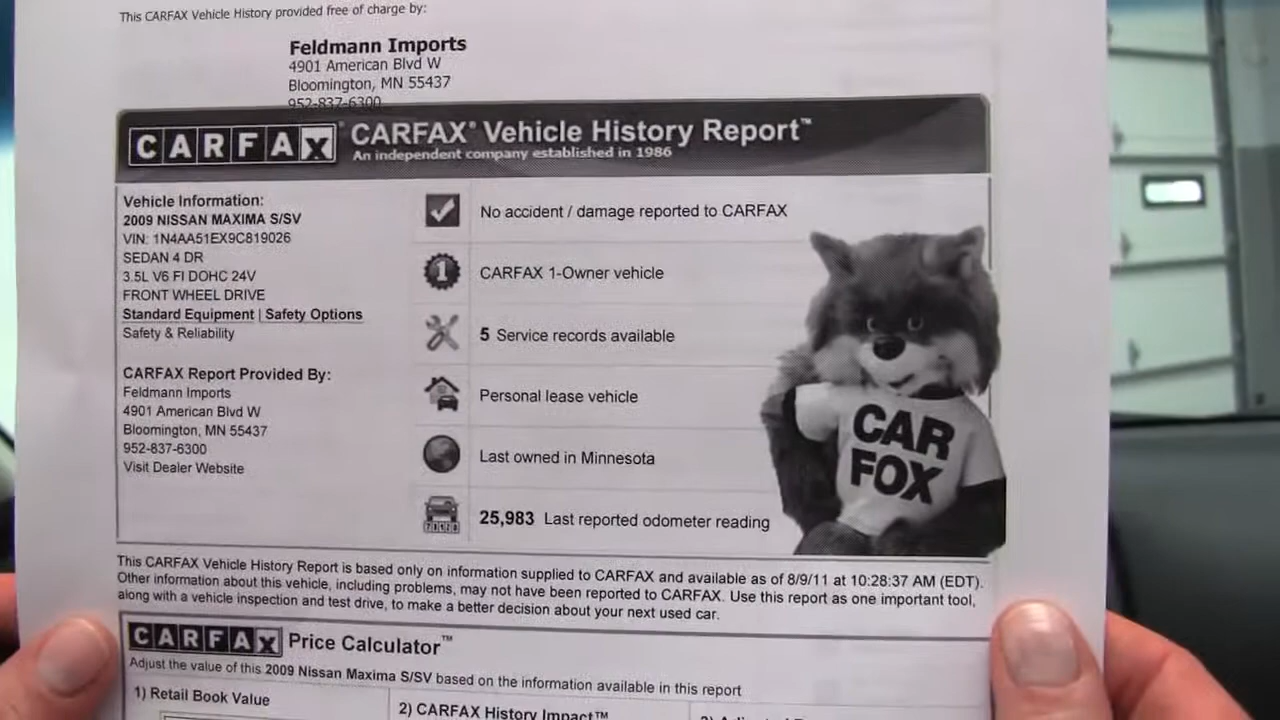 This CARFAX Vehicle History provided free of charge by:
Feldmann Imports
4901 American Blvd W
Bloomington, MN 55437
952-837-6300
CARFAX® CARFAX® Vehicle History Report™
An independent company established in 1986
Vehicle Information:
2009 NISSAN MAXIMA S/SV
VIN: 1N4AA51EX9C819026
SEDAN 4 DR
3.5L V6 FI DOHC 24V
FRONT WHEEL DRIVE
Standard Equipment | Safety Options
Safety & Reliability
CARFAX Report Provided By:
Feldmann Imports
4901 American Blvd W
Bloomington, MN 55437
952-837-6300
Visit Dealer Website
No accident / damage reported to CARFAX
1
CARFAX 1-Owner vehicle
5 Service records available
Personal lease vehicle
Last owned in Minnesota
25,983 Last reported odometer reading
CAR
FOX
This CARFAX Vehicle History Report is based only on information supplied to CARFAX and available as of 8/9/11 at 10:28:37 AM (EDT).
Other information about this vehicle, including problems, may not have been reported to CARFAX. Use this report as one important tool,
along with a vehicle inspection and test drive, to make a better decision about your next used car.
CARFAX Price Calculator™
Adjust the value of this 2009 Nissan Maxima S/SV based on the information available in this report
1) Retail Book Value
2) CARFAX History Impact™